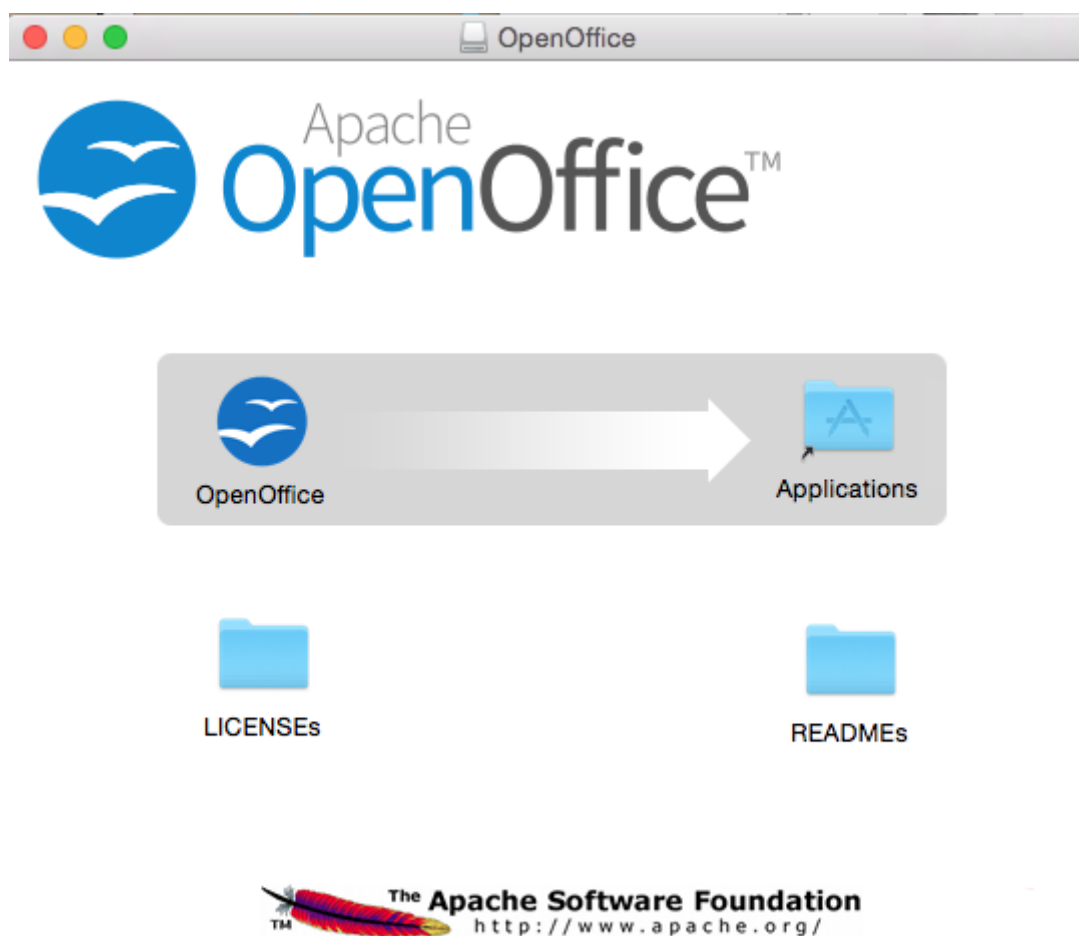 OpenOffice
Apache
OpenOffice™
OpenOffice
Applications
LICENSEs
READMEs
The Apache Software Foundation
TM http://www.apache.org/